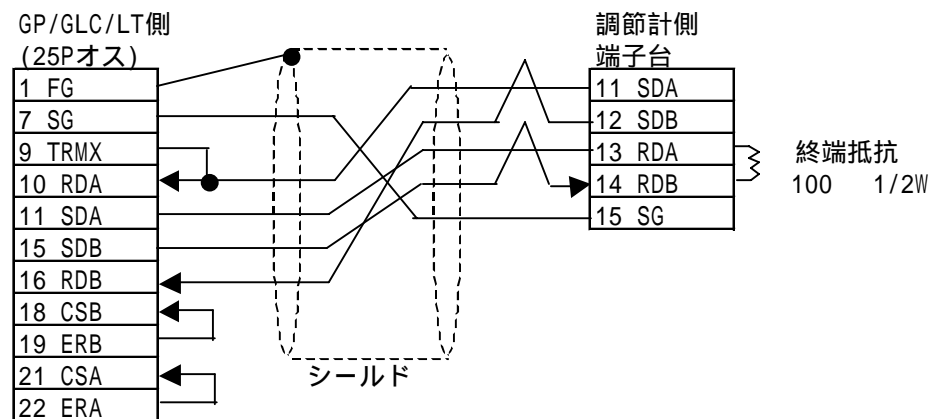 GP/GLC/LT側
(25Pオス)
1 FG
7 SG
9 TRMX
10 RDA
11 SDA
15 SDB
16 RDB
18 CSB
19 ERB
21 CSA
22 ERA
シールド
調節計側
端子台
11 SDA
12 SDB
13 RDA
14 RDB
15 SG
終端抵抗
100 1/2W